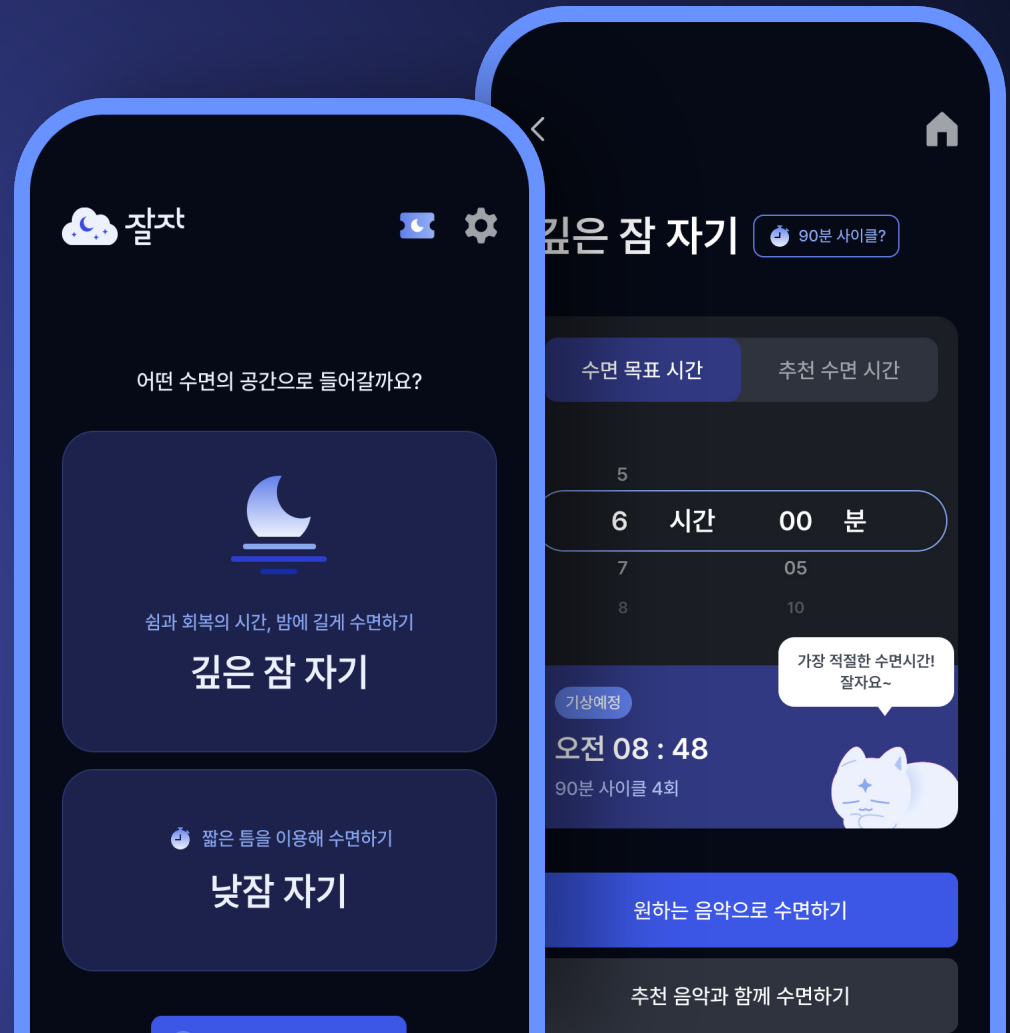 잘자
어떤 수면의 공간으로 들어갈까요?
쉼과 회복의 시간, 밤에 길게 수면하기
깊은 잠 자기
짧은 틈을 이용해 수면하기
낮잠 자기
깊은 잠 자기
90분 사이클?
수면 목표 시간 추천 수면 시간
5
6 시간 00 분
7 05
8 10
가장 적절한 수면시간!
잘자요~
기상예정
오전 08 : 48
90분 사이클 4회
원하는 음악으로 수면하기
추천 음악과 함께 수면하기